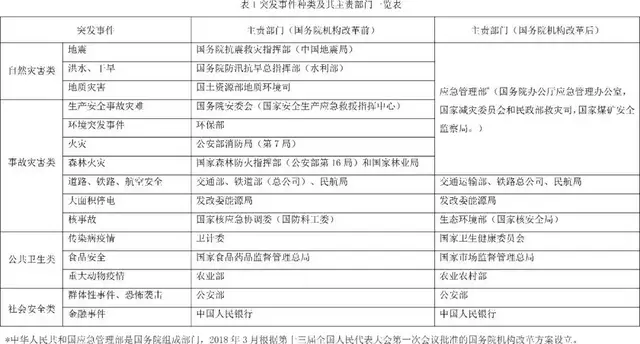 表1 突发事件种类及其主责部门一览表
突发事件 主责部门（国务院机构改革前） 主责部门（国务院机构改革后）
自然灾害类
地震 国务院抗震救灾指挥部（中国地震局）
洪水、干旱 国务院防汛抗旱总指挥部（水利部）
地质灾害 国土资源部地质环境司
应急管理部*（国务院办公厅应急管理办公室，
国家减灾委员会和民政部救灾司，国家煤矿安全
监察局。）
事故灾害类
生产安全事故灾难 国务院安委会（国家安全生产应急救援指挥中心）
环境突发事件 环保部
火灾 公安部消防局（第7局）
森林火灾 国家森林防火指挥部（公安部第16局）和国家林业局
道路、铁路、航空安全 交通部、铁道部（总公司）、民航局 交通运输部、铁路总公司、民航局
大面积停电 发改委能源局 发改委能源局
核事故 国家核应急协调委（国防科工委） 生态环境部（国家核安全局）
公共卫生类
传染病疫情 卫计委 国家卫生健康委员会
食品安全 国家食品药品监督管理总局 国家市场监督管理总局
重大动物疫情 农业部 农业农村部
社会安全类
群体性事件、恐怖袭击 公安部 公安部
金融事件 中国人民银行 中国人民银行
*中华人民共和国应急管理部是国务院组成部门，2018年3月根据第十三届全国人民代表大会第一次会议批准的国务院机构改革方案设立。